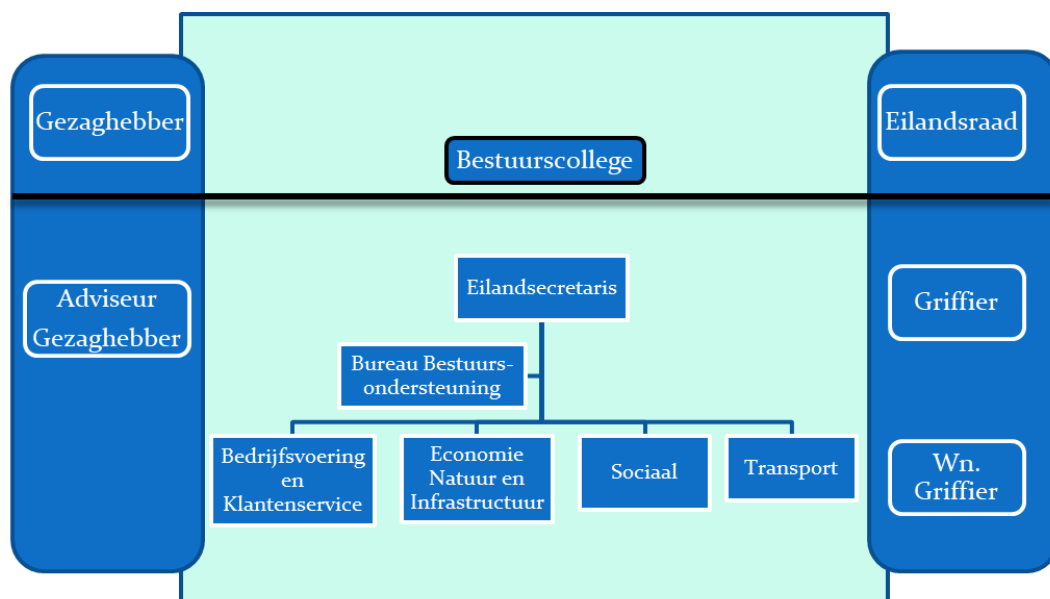 Gezaghebber
Eilandsraad
Bestuurscollege
Adviseur
Gezaghebber
Eilandsecretaris
Griffier
Bureau Bestuurs-
ondersteuning
Bedrijfsvoering
en
Klantenservice
Economie
Natuur en
Infrastructuur
Sociaal
Transport
Wn.
Griffier